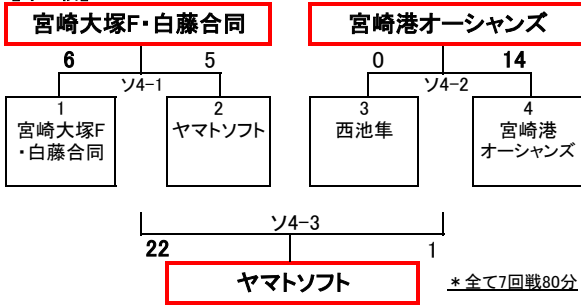 宮崎大塚F・白藤合同 宮崎港オーシャンズ
6 5 0 14
ソ4-1 ソ4-2
1 2 3 4
宮崎大塚F ヤマトソフト 西池隼 宮崎港
・白藤合同 オーシャンズ
ソ4-3
22 1
ヤマトソフト
*全て7回戦80分